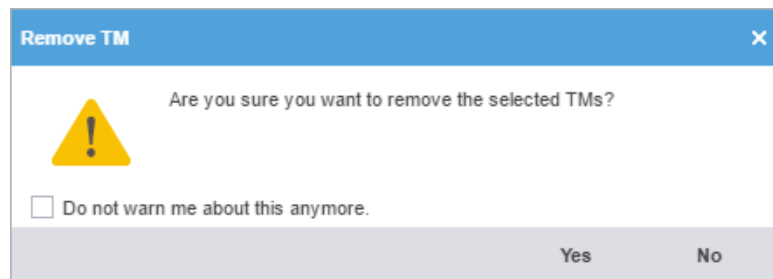 Remove TM
Are you sure you want to remove the selected TMs?
Do not warn me about this anymore.
Yes No